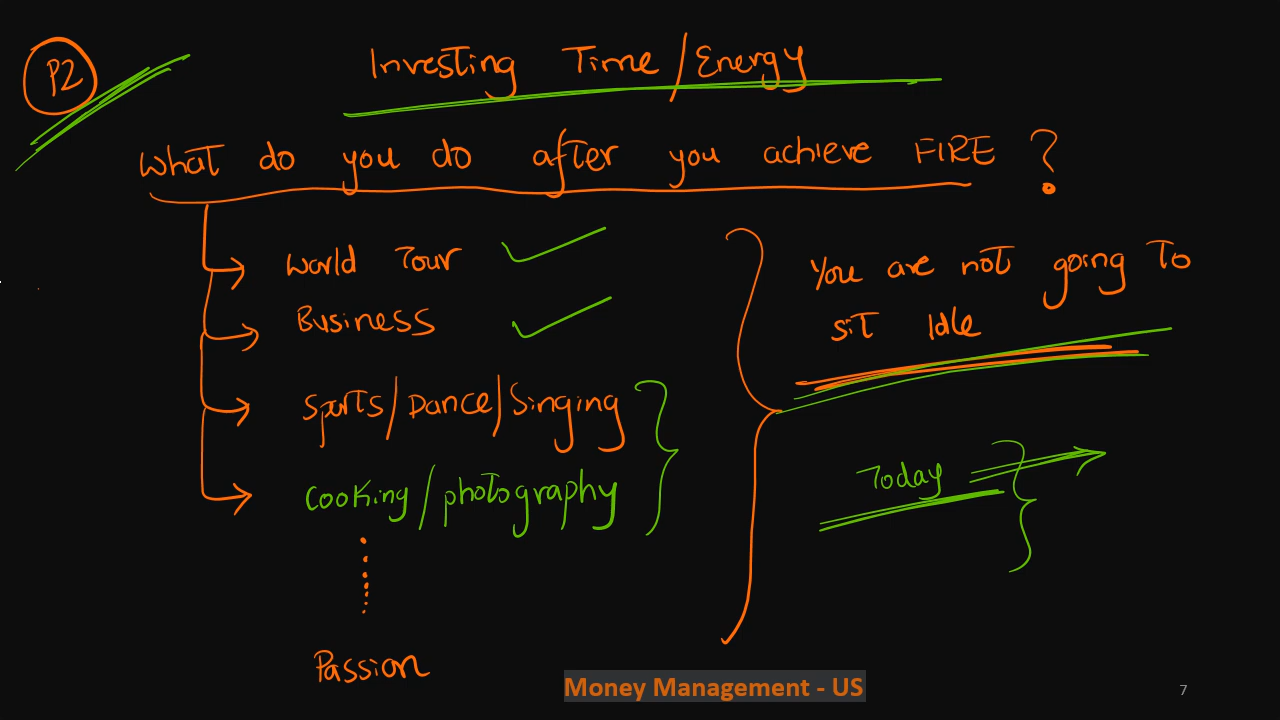 P2
Investing Time/Energy
What do you do after you achieve FIRE ?
World Tour
Business
Sports/Dance/Singing
Cooking/photography
Passion
You are not going to
sit Idle
Today
Money Management - US
7